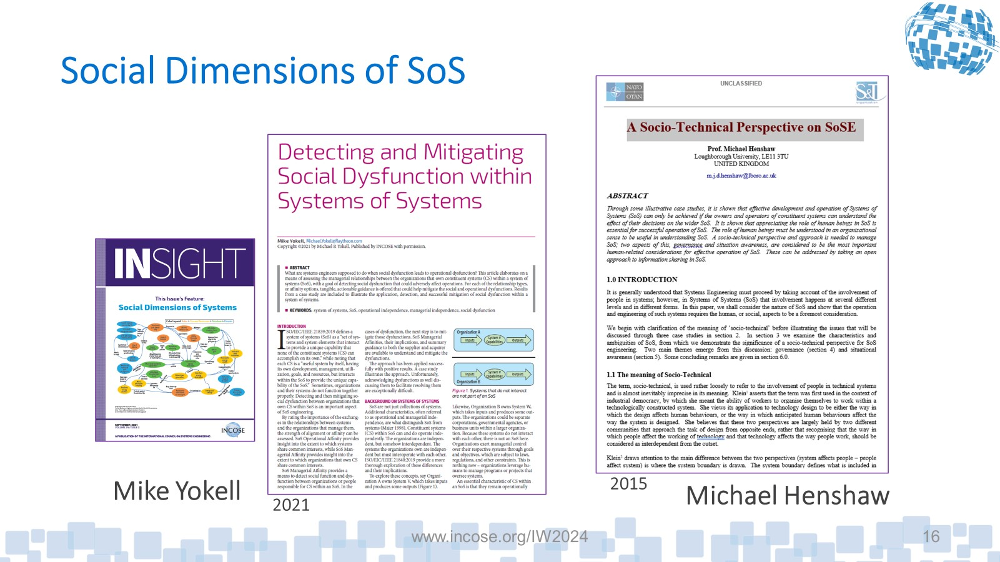 Social Dimensions of SoS
INSIGHT
This Issue's Feature:
Social Dimensions of Systems
SEPTEMBER 2021
VOLUME 24 / ISSUE 3
A PUBLICATION OF THE INTERNATIONAL COUNCIL ON SYSTEMS ENGINEERING
INCOSE
Mike Yokell
Detecting and Mitigating
Social Dysfunction within
Systems of Systems
Mike Yokell, Michael.Yokell@Raytheon.com
Copyright ©2021 by Michael R Yokell. Published by INCOSE with permission.
■ ABSTRACT
What are systems engineers supposed to do when social dysfunction leads to operational dysfunction? This article elaborates on a
means of assessing the managerial relationships between the organizations that own constituent systems (CS) within a system of
systems (SoS), with a goal of detecting social dysfunction that could adversely affect operations. For each of the relationship types,
or affinity options, tangible, actionable guidance is offered that could help mitigate the social and operational dysfunctions. Results
from a case study are included to illustrate the application, detection, and successful mitigation of social dysfunction within a
system of systems.
■ KEYWORDS: system of systems, SoS, operational independence, managerial independence, social dysfunction
INTRODUCTION
ISO/IEC/IEEE 21839:2019 defines a
system of systems (SoS) as a "set of sys-
tems and system elements that interact
to provide a unique capability that
none of the constituent systems (CS) can
accomplish on its own," while noting that
each CS is a "useful system by itself, having
its own development, management, utili-
zation, goals, and resources, but interacts
within the SoS to provide the unique capa-
bility of the SoS." Sometimes, organizations
and their systems do not function together
properly. Detecting and then mitigating so-
cial dysfunction between organizations that
own CS within SoS is an important aspect
of SoS engineering.
By rating the importance of the exchang-
es in the relationships between systems
and the organizations that manage them,
the strength of alignment or affinity can be
assessed. SoS Operational Affinity provides
insight into the extent to which systems
share common interests, while SoS Man-
agerial Affinity provides insight into the
extent to which organizations that own CS
share common interests.
SoS Managerial Affinity provides a
means to detect social function and dys-
function between organizations or people
responsible for CS within an SoS. In the
cases of dysfunction, the next step is to mit-
igate those dysfunctions. SoS Managerial
Affinities, their implications, and summary
guidance to both the supplier and acquirer
are available to understand and mitigate the
dysfunctions.
The approach has been applied success-
fully with positive results. A case study
illustrates the approach. Unfortunately,
acknowledging dysfunctions as well as dis-
cussing them to facilitate resolving them
are exceptionally difficult.
BACKGROUND ON SYSTEMS OF SYSTEMS
SoS are not just collections of systems.
Additional characteristics, often referred
to as operational and managerial inde-
pendence, are what distinguish SoS from
systems (Maier 1998). Constituent systems
(CS) within SoS can and do operate inde-
pendently. The organizations are indepen-
dent, but somehow interdependent. The
systems the organizations own are indepen-
dent but must interoperate with each other.
ISO/EIC/IEEE 21840:2019 provide a more
thorough exploration of these differences
and their implications.
To explore these concepts, say Organi-
zation A owns System V, which takes inputs
and produces some outputs (Figure 1).
Organization A
Inputs
System V
Capabilities
Outputs
Inputs
System V
Capabilities
Outputs
Organization B
Figure 1. Systems that do not interact
are not part of an SoS
Likewise, Organization B owns System W,
which takes inputs and produces some out-
puts. The organizations could be separate
corporations, governmental agencies, or
business units within a larger organiza-
tion. Because these systems do not interact
with each other, there is not an SoS here.
Organizations exert managerial control
over their respective systems through goals
and objectives, which are subject to laws,
regulations, and other constraints. This is
nothing new – organizations leverage hu-
mans to manage programs or projects that
oversee systems.
An essential characteristic of CS within
an SoS is that they remain operationally
2021
NATO
OTAN
UNCLASSIFIED
S&T
organization
A Socio-Technical Perspective on SoSE
Prof. Michael Henshaw
Loughborough University, LE11 3TU
UNITED KINGDOM
m.j.d.henshaw@lboro.ac.uk
ABSTRACT
Through some illustrative case studies, it is shown that effective development and operation of Systems of
Systems (SoS) can only be achieved if the owners and operators of constituent systems can understand the
effect of their decisions on the wider SoS. It is shown that appreciating the role of human beings in SoS is
essential for successful operation of SoS. The role of human beings must be understood in an organisational
sense to be useful in understanding SoS. A socio-technical perspective and approach is needed to manage
SoS; two aspects of this, governance and situation awareness, are considered to be the most important
human-related considerations for effective operation of SoS. These can be addressed by taking an open
approach to information sharing in SoS.
1.0 INTRODUCTION
It is generally understood that Systems Engineering must proceed by taking account of the involvement of
people in systems; however, in Systems of Systems (SoS) that involvement happens at several different
levels and in different forms. In this paper, we shall consider the nature of SoS and show that the operation
and engineering of such systems requires the human, or social, aspects to be a foremost consideration.
We begin with clarification of the meaning of 'socio-technical' before illustrating the issues that will be
discussed through three case studies in section 2. In section 3 we examine the characteristics and
ambiguities of SoS, from which we demonstrate the significance of a socio-technical perspective for SoS
engineering. Two main themes emerge from this discussion: governance (section 4) and situational
awareness (section 5). Some concluding remarks are given in section 6.0.
1.1 The meaning of Socio-Technical
The term, socio-technical, is used rather loosely to refer to the involvement of people in technical systems
and is almost inevitably imprecise in its meaning. Klein¹ asserts that the term was first used in the context of
industrial democracy, by which she meant the ability of workers to organise themselves to work within a
technologically constructed system. She views its application to technology design to be either the way in
which the design affects human behaviours, or the way in which anticipated human behaviours affect the
way the system is designed. She believes that these two perspectives are largely held by two different
communities that approach the task of design from opposite ends, rather that recognising that the way in
which people affect the working of technology and that technology affects the way people work, should be
considered as interdependent from the outset.
Klein² draws attention to the main difference between the two perspectives (system affects people – people
affect system) is where the system boundary is drawn. The system boundary defines what is included in
2015
Michael Henshaw
www.incose.org/IW2024
16